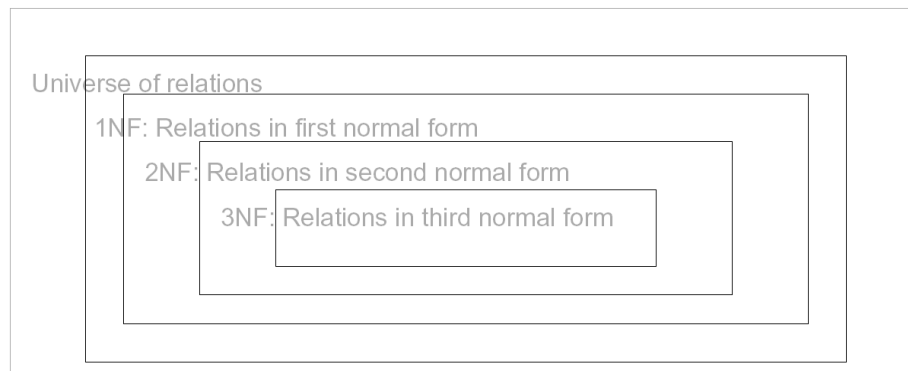 Universe of relations
1NF: Relations in first normal form
2NF: Relations in second normal form
3NF: Relations in third normal form